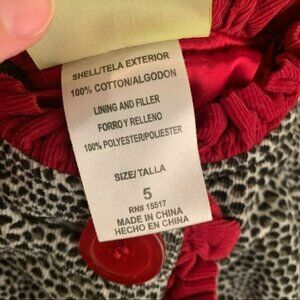 SHELL/TELA EXTERIOR
100% COTTON/ALGODON
LINING AND FILLER
FORRO Y RELLENO
100% POLYESTER/POLIESTER
SIZE/TALLA
5
RN# 15517
MADE IN CHINA
HECHO EN CHINA